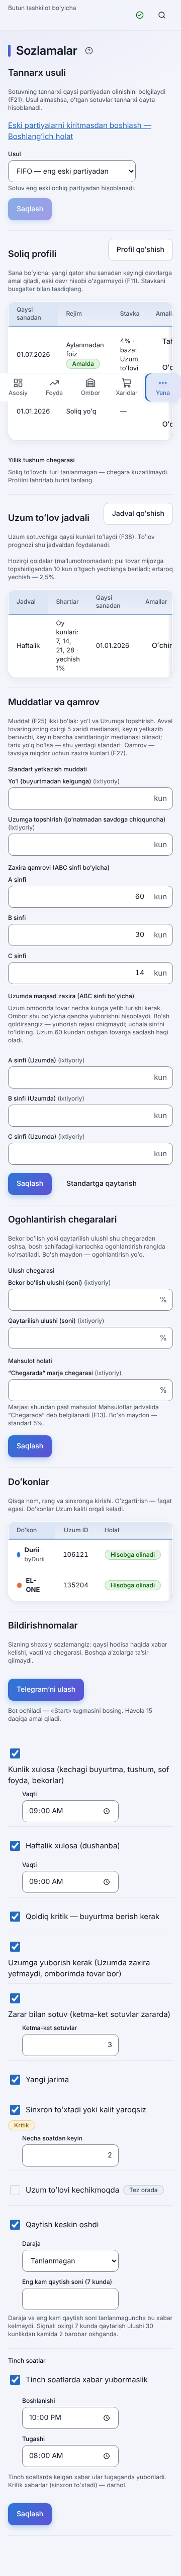 Butun tashkilot bo'yicha
Sozlamalar
Tannarx usuli
Sotuvning tannarxi qaysi partiyadan olinishini belgilaydi
(F21). Usul almashsa, o'tgan sotuvlar tannarxi qayta
hisoblanadi.
Eski partiyalarni kiritmasdan boshlash —
Boshlang'ich holat
Usul
FIFO — eng eski partiyadan
Sotuv eng eski ochiq partiyadan hisoblanadi.
Saqlash
Soliq profili
Profil qo'shish
Sana bo'yicha: yangi qator shu sanadan keyingi davrlarga
amal qiladi, eski davr hisobi o'zgarmaydi (F11). Stavkani
buxgalter bilan tasdiqlang.
Qaysi
sanadan
Rejim
Stavka
Amallar
01.07.2026
Aylanmadan
foiz
Amalda
4% ·
baza:
Uzum
to'lovi
01.01.2026
Soliq yo'q
—
Asosiy
Foyda
Ombor
Xaridlar
Yana
Yillik tushum chegarasi
Soliq to'lovchi turi tanlanmagan — chegara kuzatilmaydi.
Profilni tahrirlab turini tanlang.
Uzum to'lov jadvali
Jadval qo'shish
Uzum sotuvchiga qaysi kunlari to'laydi (F38). To'lov
prognozi shu jadvaldan foydalanadi.
Hozirgi qoidalar (ma'lumotnomadan): pul tovar mijozga
topshirilganidan 10 kun o'tgach yechishga beriladi; ertaroq
yechish — 2,5%.
Jadval
Shartlar
Qaysi
sanadan
Amallar
Haftalik
Oy
kunlari:
7, 14,
21, 28 ·
yechish
1%
01.01.2026
Muddatlar va qamrov
Muddat (F25) ikki bo'lak: yo'l va Uzumga topshirish. Avval
tovaringizning oxirgi 5 xarid medianasi, keyin yetkazib
beruvchi, keyin barcha xaridlaringiz medianasi olinadi;
tarix yo'q bo'lsa — shu yerdagi standart. Qamrov —
tavsiya miqdor uchun zaxira kunlari (F27).
Standart yetkazish muddati
Yo'l (buyurtmadan kelgunga) (ixtiyoriy)
kun
Uzumga topshirish (jo'natmadan savdoga chiqquncha)
(ixtiyoriy)
kun
Zaxira qamrovi (ABC sinfi bo'yicha)
A sinfi
60 kun
B sinfi
30 kun
C sinfi
14 kun
Uzumda maqsad zaxira (ABC sinfi bo'yicha)
Uzum omborida tovar necha kunga yetib turishi kerak.
Ombor shu bo'yicha qancha yuborishni hisoblaydi. Bo'sh
qoldirsangiz — yuborish rejasi chiqmaydi; uchala sinfni
to'ldiring. Uzum 60 kundan oshgan tovarga saqlash haqi
oladi.
A sinfi (Uzumda) (ixtiyoriy)
kun
B sinfi (Uzumda) (ixtiyoriy)
kun
C sinfi (Uzumda) (ixtiyoriy)
kun
Saqlash
Standartga qaytarish
Ogohlantirish chegaralari
Bekor bo'lish yoki qaytarilish ulushi shu chegaradan
oshsa, bosh sahifadagi kartochka ogohlantirish rangida
ko'rsatiladi. Bo'sh maydon — ogohlantirish yo'q.
Ulush chegarasi
Bekor bo'lish ulushi (soni) (ixtiyoriy)
%
Qaytarilish ulushi (soni) (ixtiyoriy)
%
Mahsulot holati
"Chegarada" marja chegarasi (ixtiyoriy)
%
Marjasi shundan past mahsulot Mahsulotlar jadvalida
"Chegarada" deb belgilanadi (F13). Bo'sh maydon —
standart 5%.
Saqlash
Do'konlar
Qisqa nom, rang va sinxronga kirishi. O'zgartirish — faqat
egasi. Do'konlar Uzum kaliti orqali keladi.
Do'kon
Uzum ID
Holat
Durii ·
byDurii
106121
Hisobga olinadi
EL-
ONE
135204
Hisobga olinadi
Bildirishnomalar
Sizning shaxsiy sozlamangiz: qaysi hodisa haqida xabar
kelishi, vaqti va chegarasi. Boshqa a'zolarga ta'sir
qilmaydi.
Telegram'ni ulash
Bot ochiladi — «Start» tugmasini bosing. Havola 15
daqiqa amal qiladi.
Kunlik xulosa (kechagi buyurtma, tushum, sof
foyda, bekorlar)
Vaqti
09:00 AM
Haftalik xulosa (dushanba)
Vaqti
09:00 AM
Qoldiq kritik — buyurtma berish kerak
Uzumga yuborish kerak (Uzumda zaxira
yetmaydi, omborimda tovar bor)
Zarar bilan sotuv (ketma-ket sotuvlar zararda)
Ketma-ket sotuvlar
3
Yangi jarima
Sinxron to'xtadi yoki kalit yaroqsiz
Kritik
Necha soatdan keyin
2
Uzum to'lovi kechikmoqda Tez orada
Qaytish keskin oshdi
Daraja
Tanlanmagan
Eng kam qaytish soni (7 kunda)
Daraja va eng kam qaytish soni tanlanmaguncha bu xabar
kelmaydi. Signal: oxirgi 7 kunda qaytarish ulushi 30
kunlikdan kamida 2 barobar oshganda.
Tinch soatlar
Tinch soatlarda xabar yubormaslik
Boshlanishi
10:00 PM
Tugashi
08:00 AM
Tinch soatlarda kelgan xabar ular tugaganda yuboriladi.
Kritik xabarlar (sinxron to'xtadi) — darhol.
Saqlash